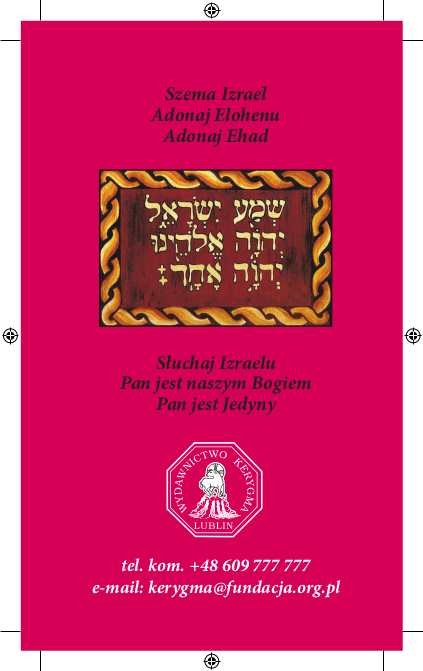 Szema Izrael
Adonaj Elohenu
Adonaj Ehad
שְׁמַע יִשְׂרָאֵל
יְהוָה אֱלֹהֵינוּ
יְהוָה אֶחָד׃
Słuchaj Izraelu
Pan jest naszym Bogiem
Pan jest Jedyny
WYDAWNICTWO KERYGMA
LUBLIN
tel. kom. +48 609 777 777
e-mail: kerygma@fundacja.org.pl